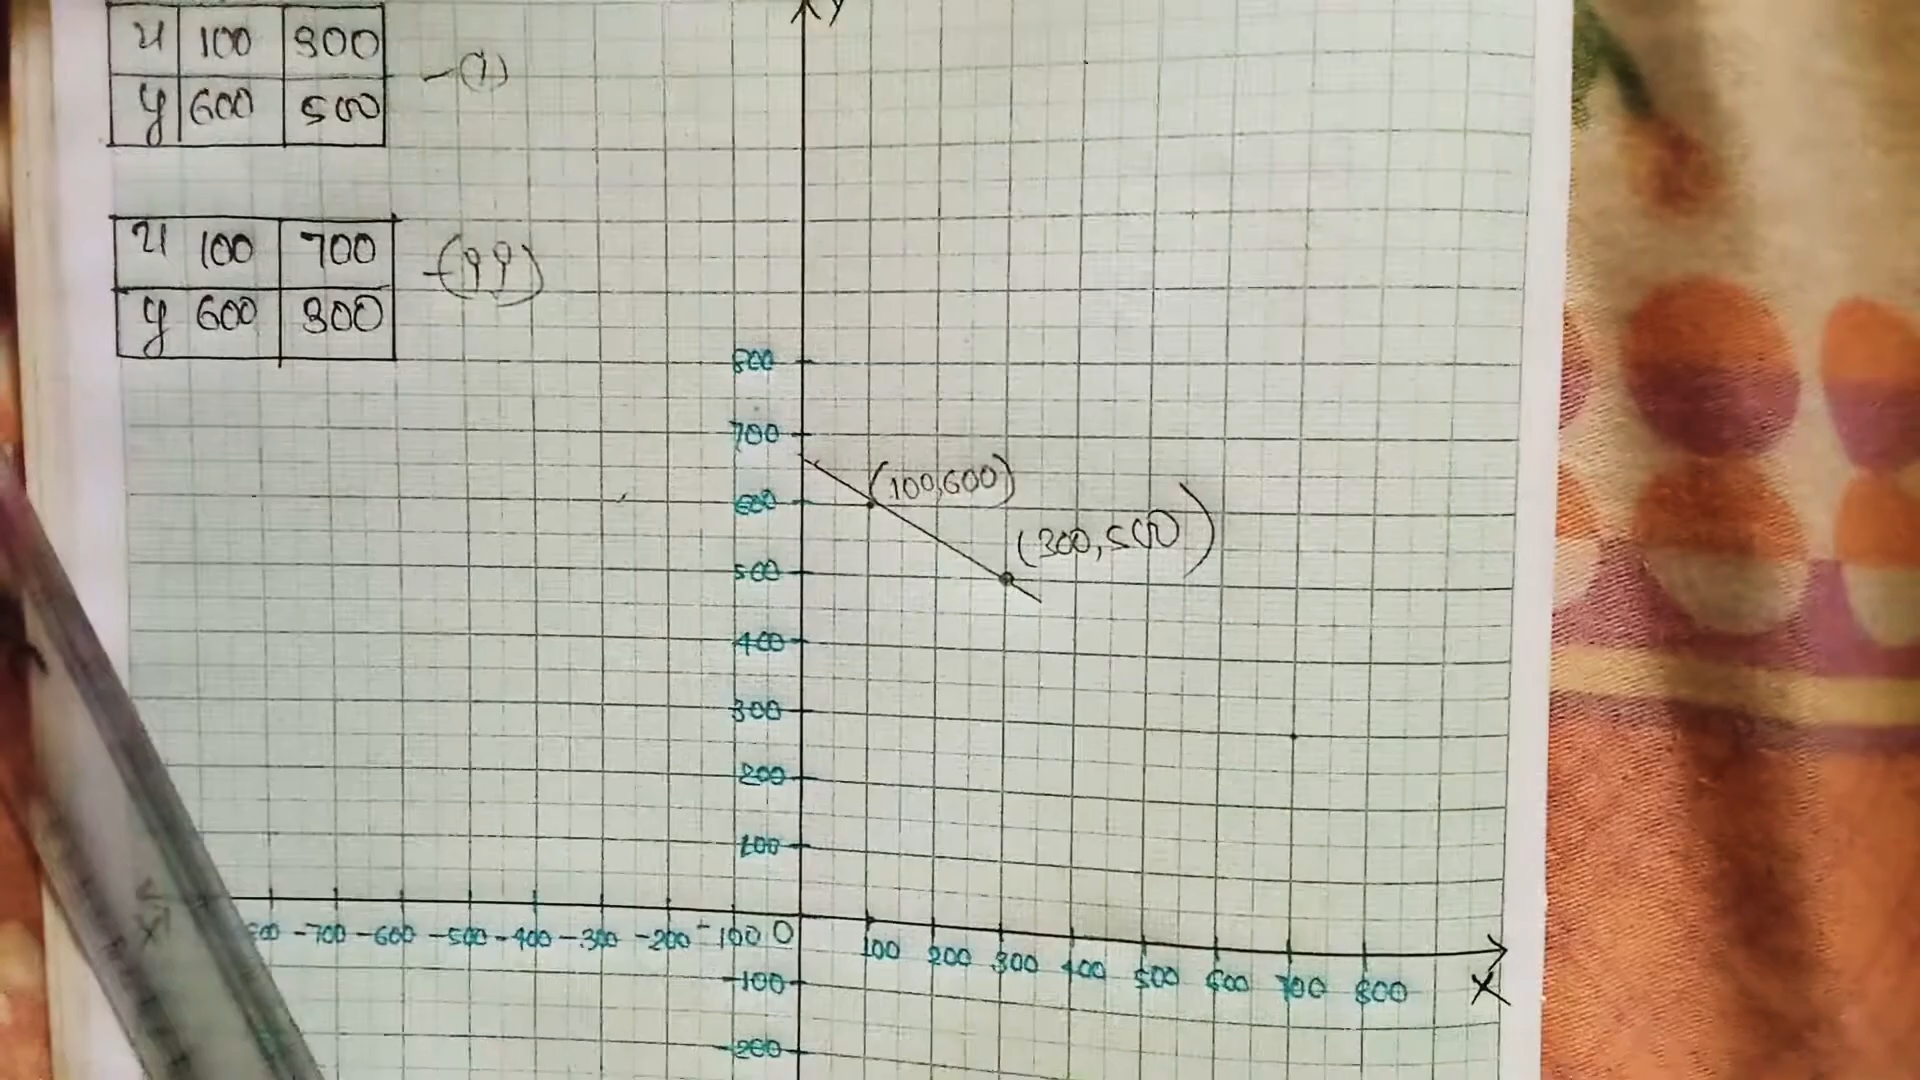 x 100 300
y 600 500
-(i)
x 100 700
y 600 300
-(ii)
y
800
700
600
500
400
300
200
100
(100,600)
(300,500)
X'
-700 -600 -500 -400 -300 -200 -100 0 100 200 300 400 500 600 700 800
X
-100
-200